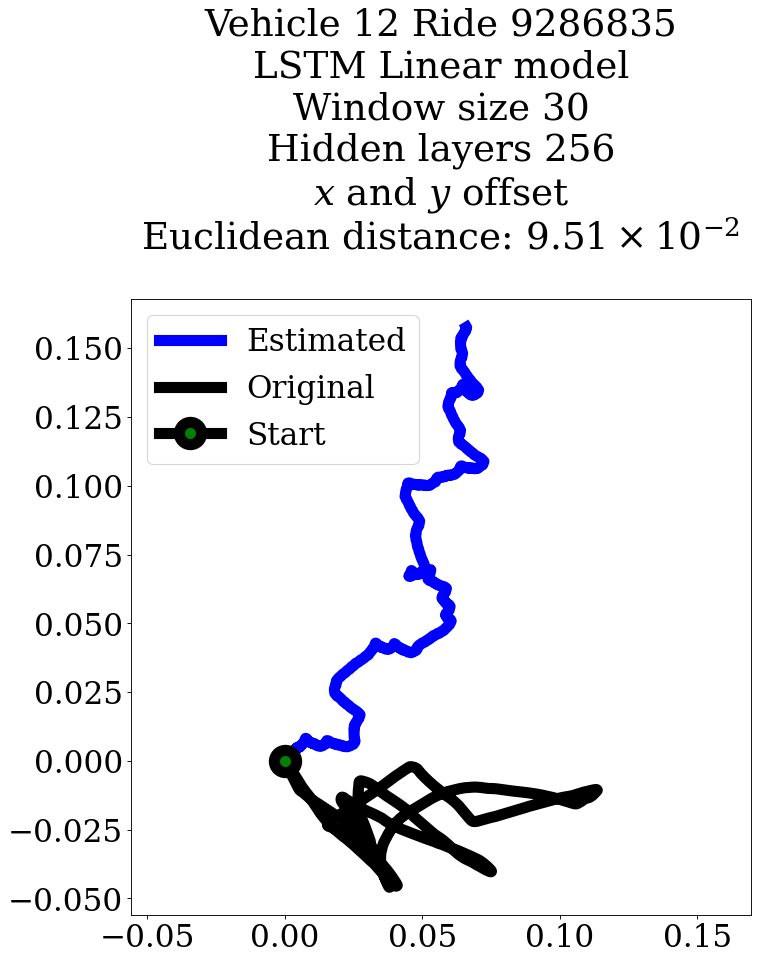 Vehicle 12 Ride 9286835
LSTM Linear model
Window size 30
Hidden layers 256
x and y offset
Euclidean distance: 9.51 × 10⁻²
Estimated
Original
Start
0.150
0.125
0.100
0.075
0.050
0.025
0.000
−0.025
−0.050
−0.05 0.00 0.05 0.10 0.15